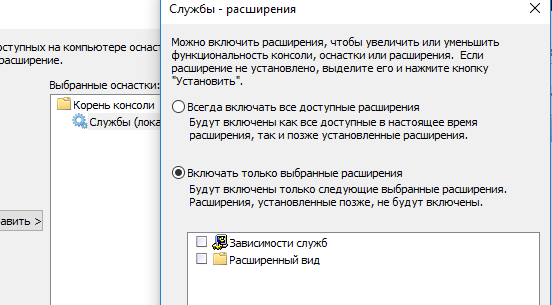 Службы - расширения
Можно включить расширения, чтобы увеличить или уменьшить
функциональность консоли, оснастки или расширения. Если
расширение не установлено, выделите его и нажмите кнопку
"Установить".
Всегда включать все доступные расширения
Будут включены как все доступные в настоящее время
расширения, так и позже установленные расширения.
Включать только выбранные расширения
Будут включены только следующие выбранные расширения.
Расширения, установленные позже, не будут включены.
Зависимости служб
Расширенный вид
оступных на компьютере оснаст
расширение.
Выбранные оснастки:
Корень консоли
Службы (лока
авить >